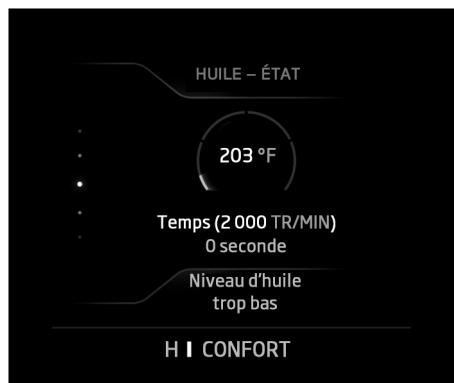 HUILE – ÉTAT
203 °F
Temps (2 000 TR/MIN)
0 seconde
Niveau d'huile
trop bas
H I CONFORT